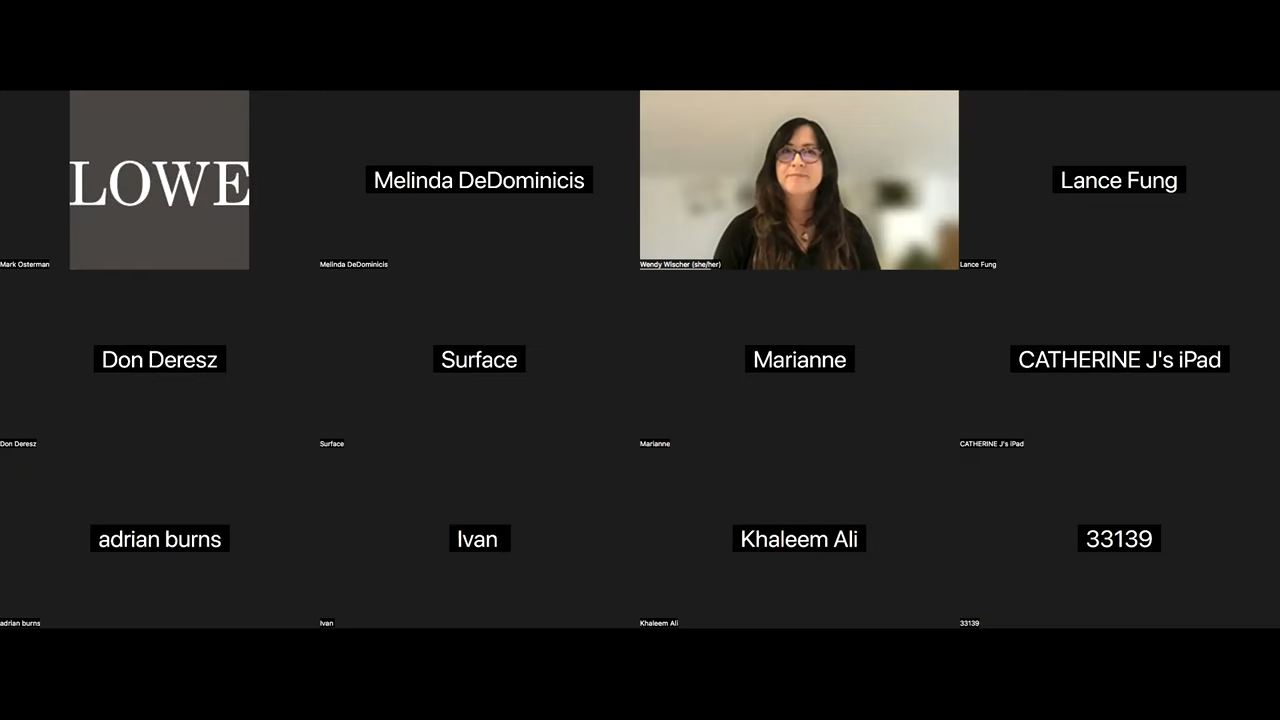 LOWE
Mark Osterman
Melinda DeDominicis
Melinda DeDominicis
Wendy Wischer (she/her)
Lance Fung
Lance Fung
Don Deresz
Don Deresz
Surface
Surface
Marianne
Marianne
CATHERINE J's iPad
CATHERINE J's iPad
adrian burns
adrian burns
Ivan
Ivan
Khaleem Ali
Khaleem Ali
33139
33139